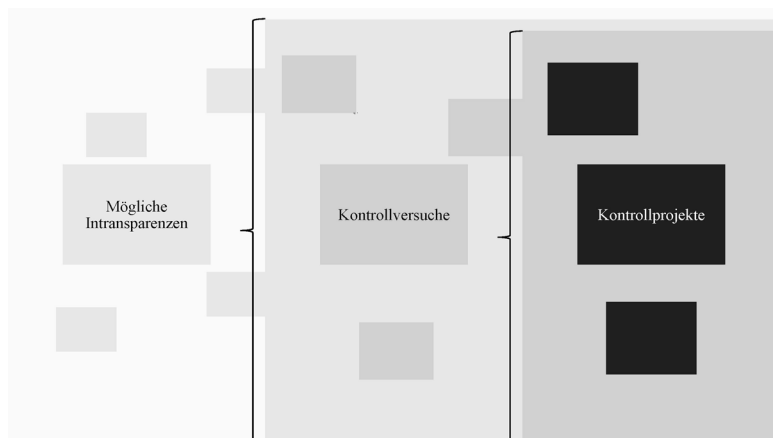 Mögliche
Intransparenzen
Kontrollversuche
Kontrollprojekte